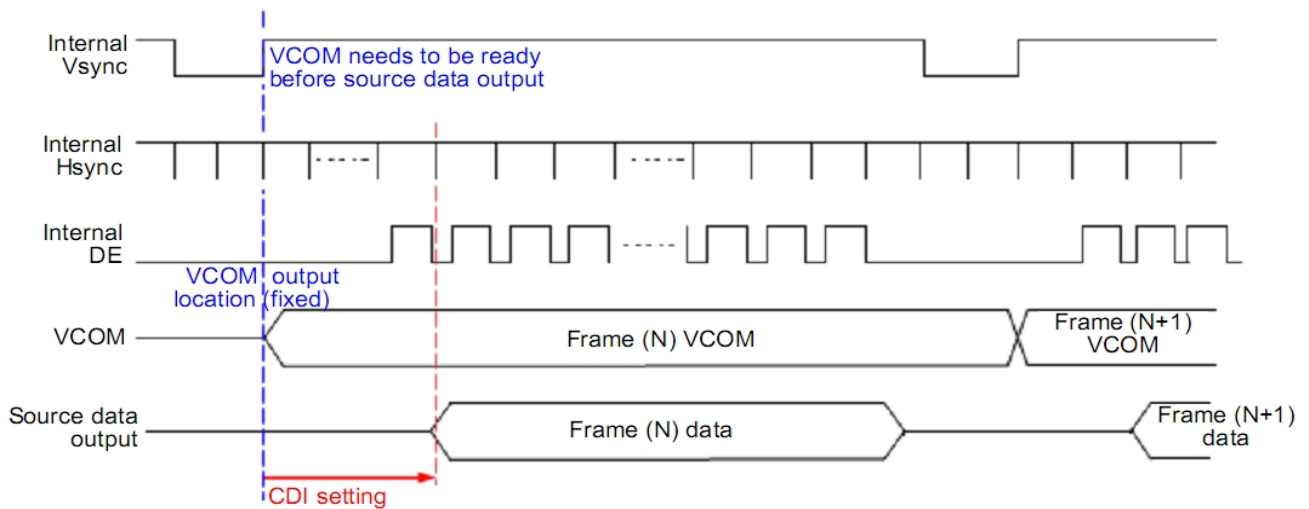 Internal
Vsync
VCOM needs to be ready
before source data output
Internal
Hsync
Internal
DE
VCOM output
location (fixed)
VCOM
Frame (N) VCOM
Frame (N+1)
VCOM
Source data
output
Frame (N) data
Frame (N+1)
data
CDI setting